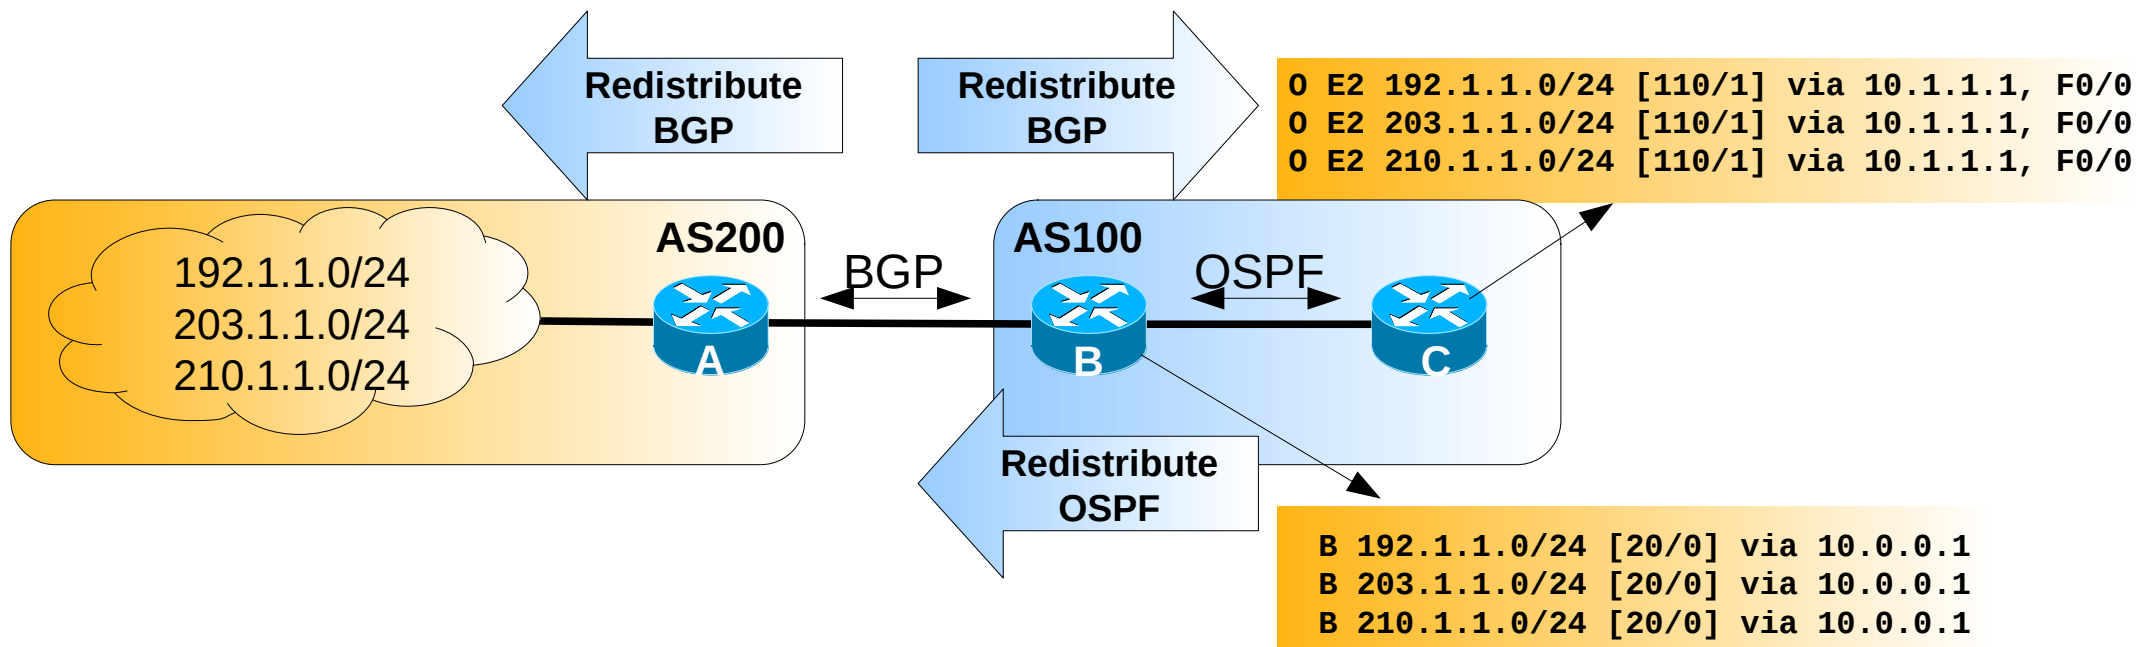 Redistribute
BGP
Redistribute
BGP
O E2 192.1.1.0/24 [110/1] via 10.1.1.1, F0/0
O E2 203.1.1.0/24 [110/1] via 10.1.1.1, F0/0
O E2 210.1.1.0/24 [110/1] via 10.1.1.1, F0/0
AS200
AS100
192.1.1.0/24
203.1.1.0/24
210.1.1.0/24
BGP
OSPF
A
B
C
Redistribute
OSPF
B 192.1.1.0/24 [20/0] via 10.0.0.1
B 203.1.1.0/24 [20/0] via 10.0.0.1
B 210.1.1.0/24 [20/0] via 10.0.0.1